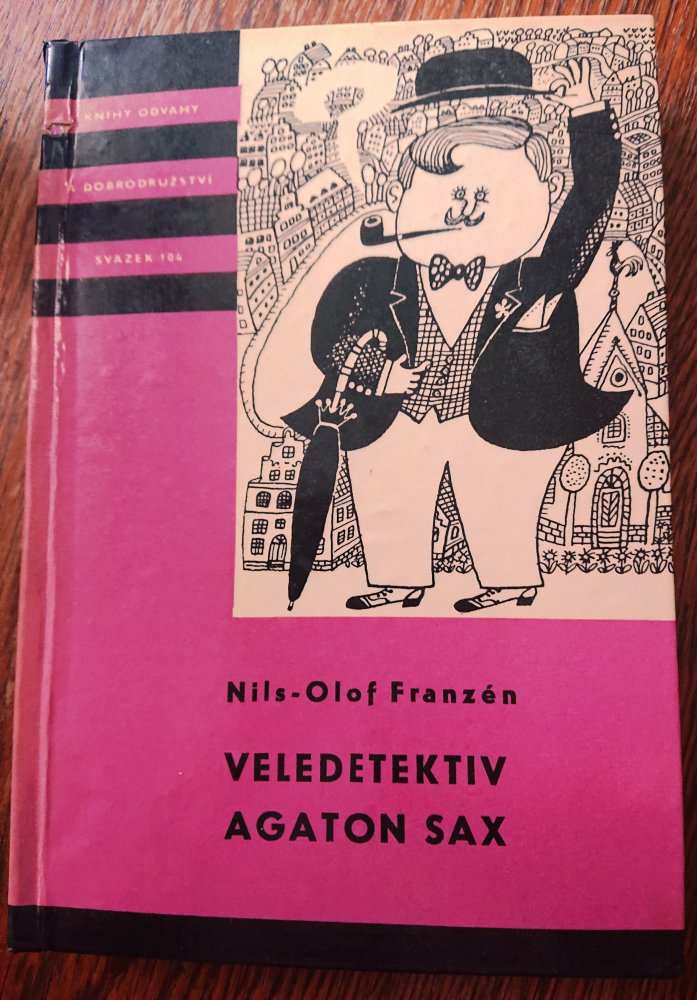 KNIHY ODVAHY
A DOBRODRUŽSTVÍ
SVAZEK 104
Nils-Olof Franzén
VELEDETEKTIV
AGATON SAX